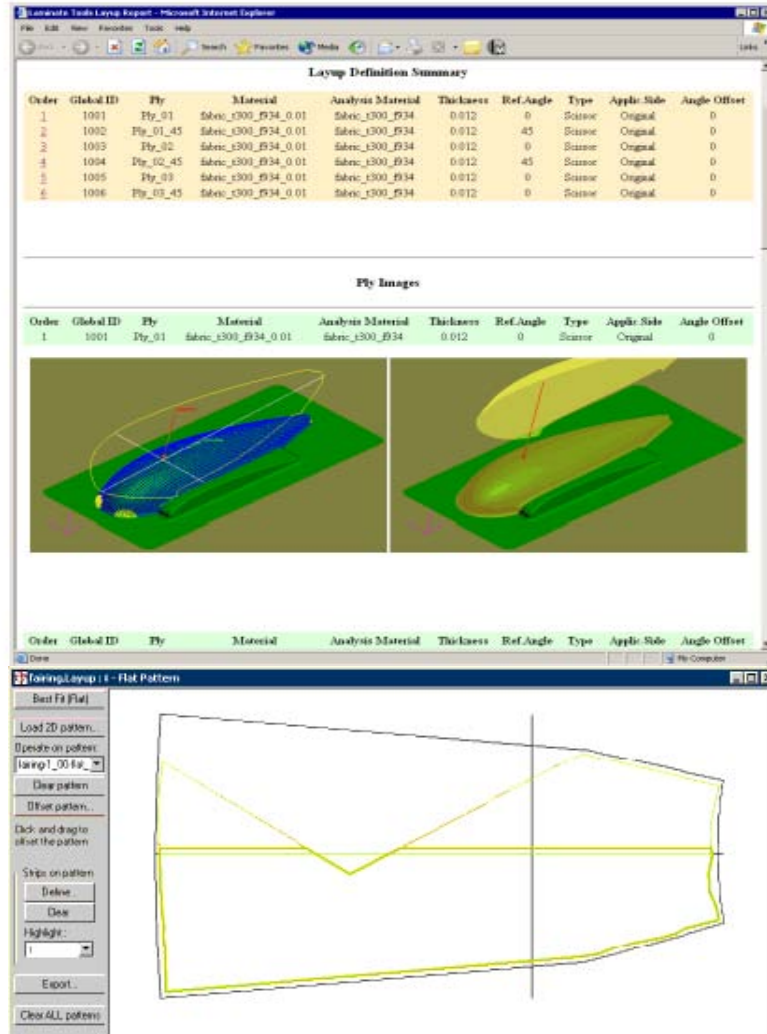 Laminate Tools Layup Report - Microsoft Internet Explorer
File Edit View Favorites Tools Help
Search Favorites Media Links
Layup Definition Summary
Order Global ID Ply Material Analysis Material Thickness Ref.Angle Type Applic.Side Angle Offset
1 1001 Ply_01 fabric_t300_f934_0.01 fabric_t300_f934 0.012 0 Scissor Original 0
2 1002 Ply_01_45 fabric_t300_f934_0.01 fabric_t300_f934 0.012 45 Scissor Original 0
3 1003 Ply_02 fabric_t300_f934_0.01 fabric_t300_f934 0.012 0 Scissor Original 0
4 1004 Ply_02_45 fabric_t300_f934_0.01 fabric_t300_f934 0.012 45 Scissor Original 0
5 1005 Ply_03 fabric_t300_f934_0.01 fabric_t300_f934 0.012 0 Scissor Original 0
6 1006 Ply_03_45 fabric_t300_f934_0.01 fabric_t300_f934 0.012 0 Scissor Original 0
Ply Images
Order Global ID Ply Material Analysis Material Thickness Ref.Angle Type Applic.Side Angle Offset
1 1001 Ply_01 fabric_t300_f934_0.01 fabric_t300_f934 0.012 0 Scissor Original 0
Order Global ID Ply Material Analysis Material Thickness Ref.Angle Type Applic.Side Angle Offset
Done My Computer
fairing.Layup : 6 - Flat Pattern
Best Fit (Flat)
Load 2D pattern...
Operate on pattern:
Clear pattern
Offset pattern...
Click and drag to
offset the pattern
Strips on pattern
Define...
Clear
Highlight:
1
Export...
Clear ALL patterns